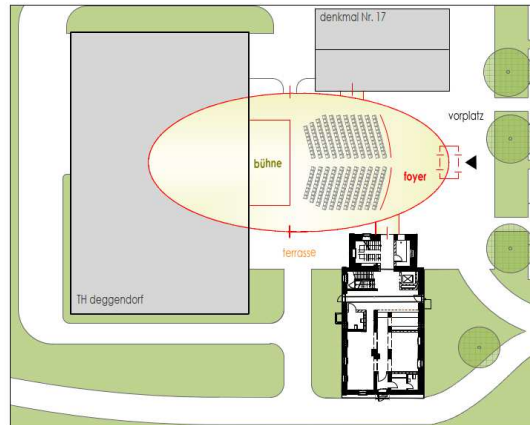 denkmal Nr. 17
vorplatz
bühne
foyer
terrasse
TH deggendorf